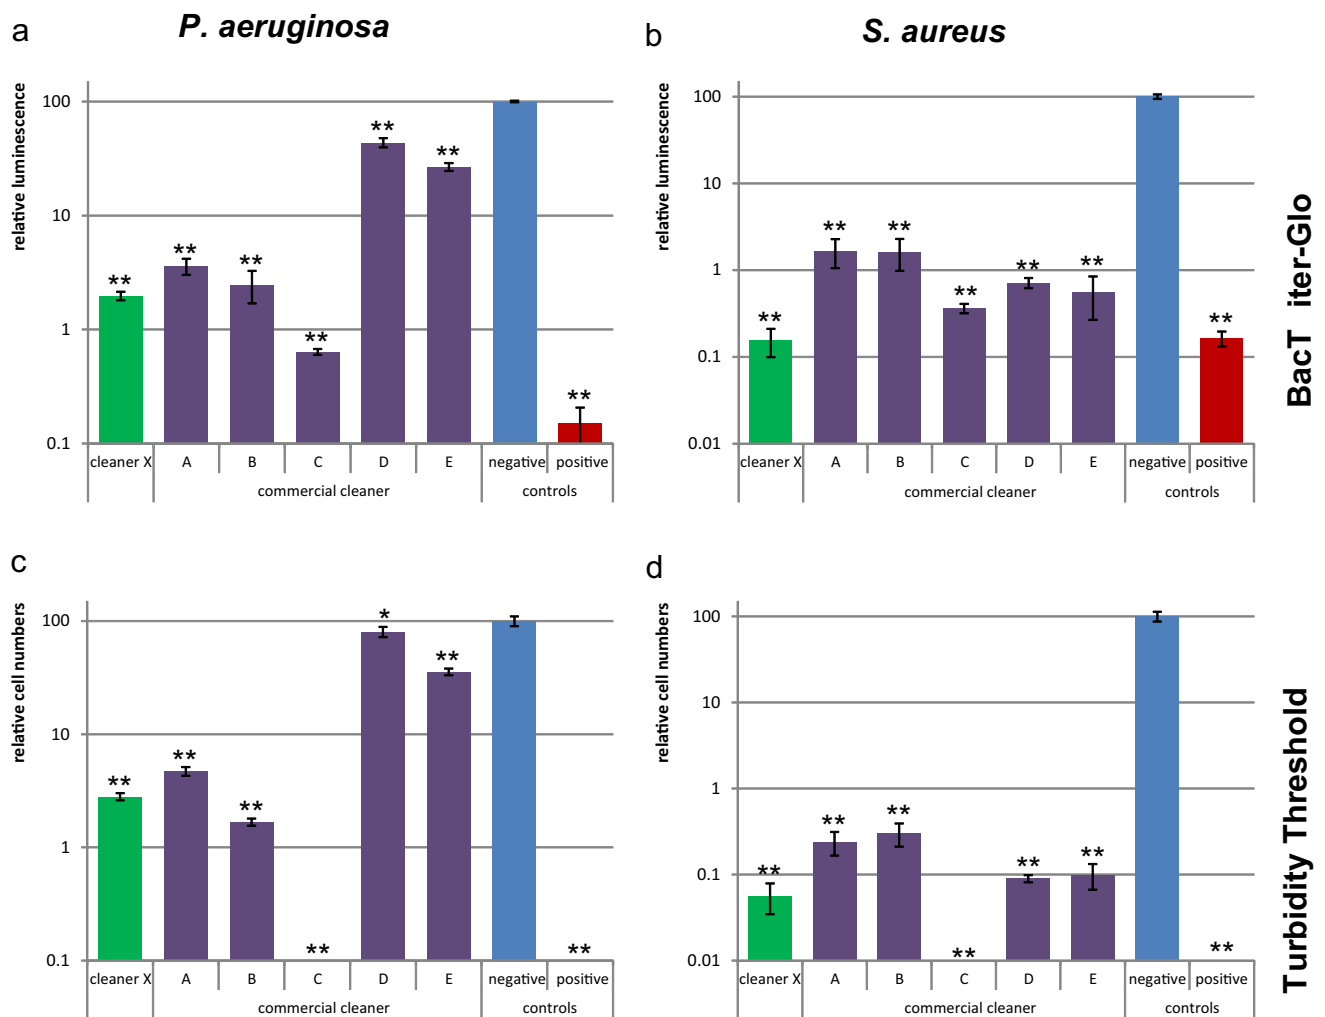 a
P. aeruginosa
relative luminescence
100
10
1
0.1
**
**
**
**
**
**
**
cleaner X
A
B
C
D
E
negative
positive
commercial cleaner
controls
b
S. aureus
relative luminescence
100
10
1
0.1
0.01
**
**
**
**
**
**
**
cleaner X
A
B
C
D
E
negative
positive
commercial cleaner
controls
BacT iter-Glo
c
relative cell numbers
100
10
1
0.1
**
**
**
**
*
**
**
cleaner X
A
B
C
D
E
negative
positive
commercial cleaner
controls
d
relative cell numbers
100
10
1
0.1
0.01
**
**
**
**
**
**
**
cleaner X
A
B
C
D
E
negative
positive
commercial cleaner
controls
Turbidity Threshold